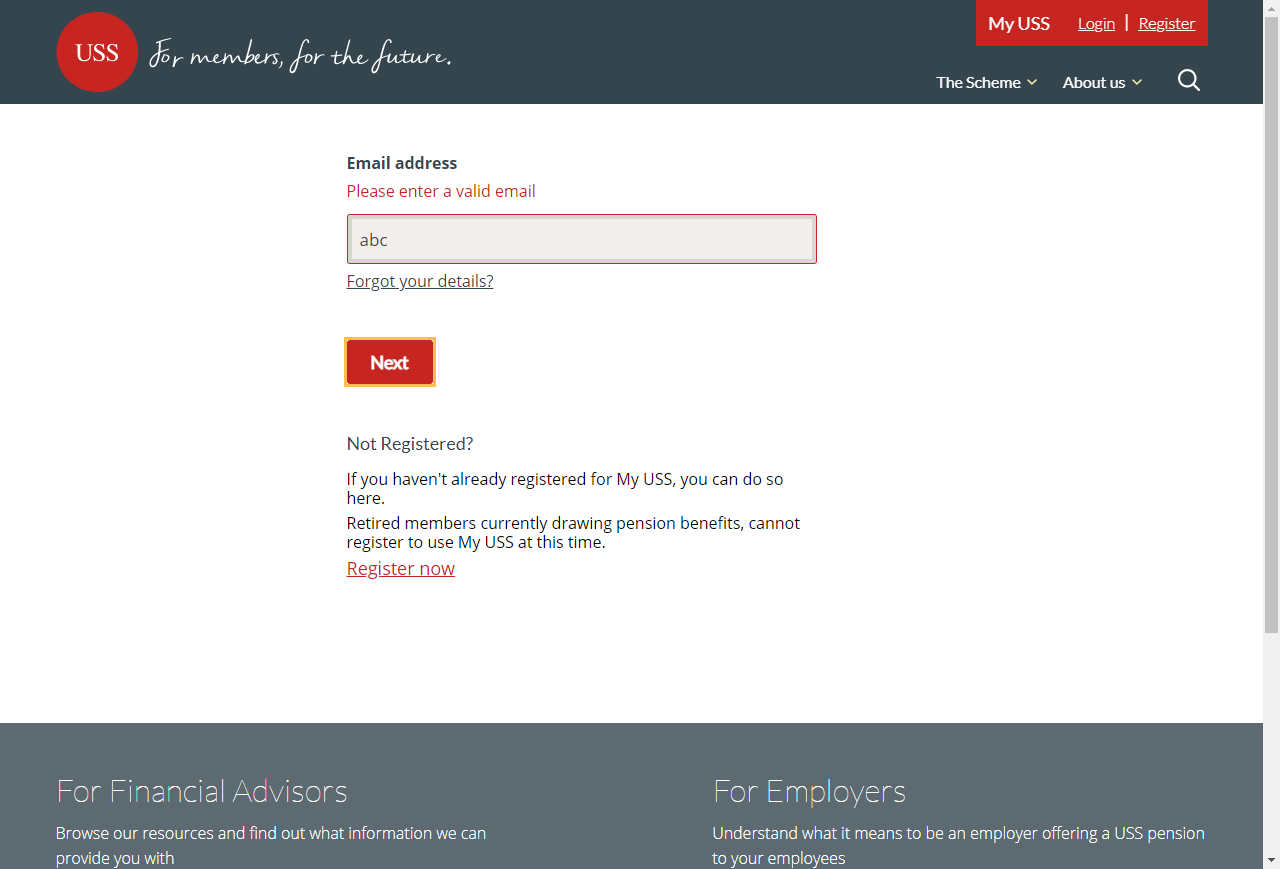 USS
For members, for the future.
My USS Login | Register
The Scheme About us
Email address
Please enter a valid email
abc
Forgot your details?
Next
Not Registered?
If you haven't already registered for My USS, you can do so
here.
Retired members currently drawing pension benefits, cannot
register to use My USS at this time.
Register now
For Financial Advisors
Browse our resources and find out what information we can
provide you with
For Employers
Understand what it means to be an employer offering a USS pension
to your employees